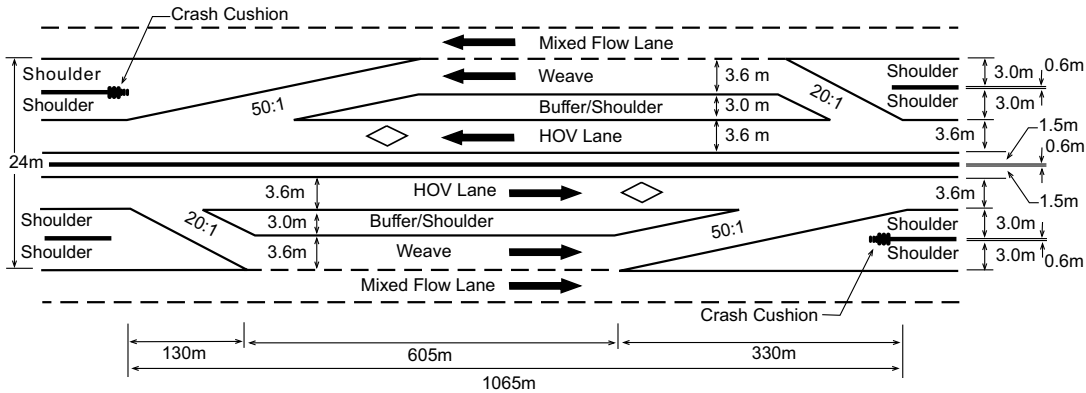 Crash Cushion
Mixed Flow Lane
Shoulder
Shoulder
Weave
3.6 m
20:1
Shoulder
Shoulder
3.0m
0.6m
3.0m
50:1
Buffer/Shoulder
3.0 m
HOV Lane
3.6 m
3.6m
1.5m
0.6m
24m
3.6m
HOV Lane
3.6m
1.5m
Shoulder
Shoulder
20:1
3.0m
Buffer/Shoulder
50:1
Shoulder
Shoulder
3.0m
3.0m
0.6m
3.6m
Weave
Mixed Flow Lane
Crash Cushion
130m
605m
330m
1065m